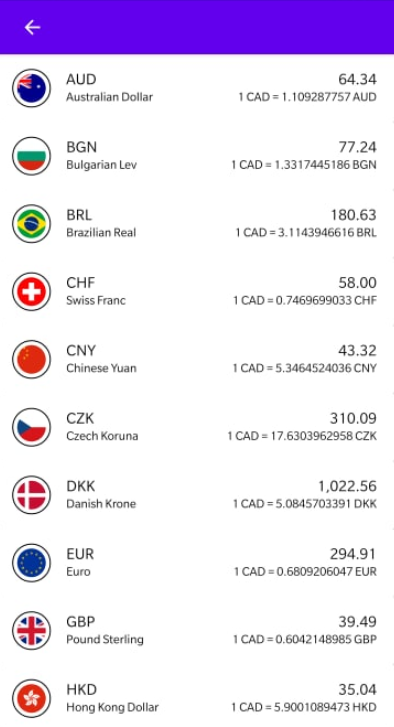 AUD
64.34
Australian Dollar
1 CAD = 1.109287757 AUD
BGN
77.24
Bulgarian Lev
1 CAD = 1.3317445186 BGN
BRL
180.63
Brazilian Real
1 CAD = 3.1143946616 BRL
CHF
58.00
Swiss Franc
1 CAD = 0.7469699033 CHF
CNY
43.32
Chinese Yuan
1 CAD = 5.3464524036 CNY
CZK
310.09
Czech Koruna
1 CAD = 17.6303962958 CZK
DKK
1,022.56
Danish Krone
1 CAD = 5.0845703391 DKK
EUR
294.91
Euro
1 CAD = 0.6809206047 EUR
GBP
39.49
Pound Sterling
1 CAD = 0.6042148985 GBP
HKD
35.04
Hong Kong Dollar
1 CAD = 5.9001089473 HKD